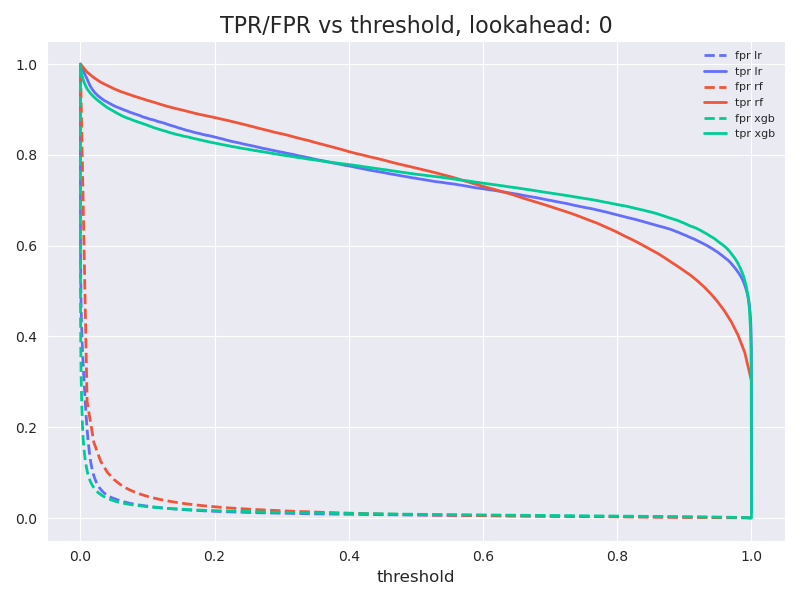 TPR/FPR vs threshold, lookahead: 0
fpr lr
tpr lr
fpr rf
tpr rf
fpr xgb
tpr xgb
1.0
0.8
0.6
0.4
0.2
0.0
0.0 0.2 0.4 0.6 0.8 1.0
threshold